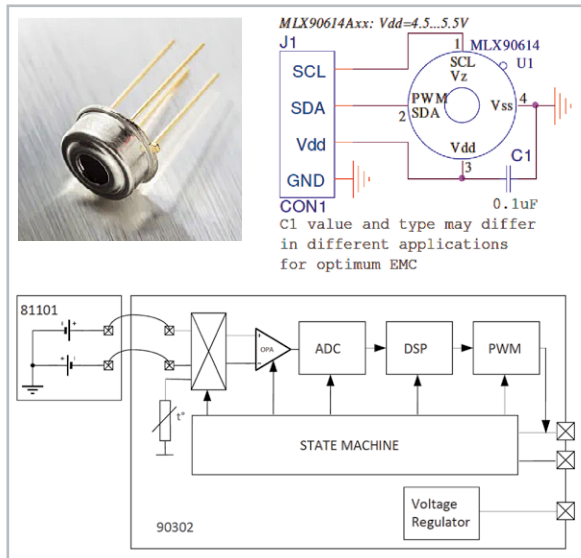 MLX90614Axx: Vdd=4.5...5.5V
J1
1
MLX90614
SCL
SCL
Vz
U1
SDA
PWM
SDA
2
Vss
4
Vdd
Vdd
3
C1
GND
0.1uF
CON1
C1 value and type may differ
in different applications
for optimum EMC
81101
+
-
+
-
+
-
OPA
ADC
DSP
PWM
t°
STATE MACHINE
Voltage
Regulator
90302